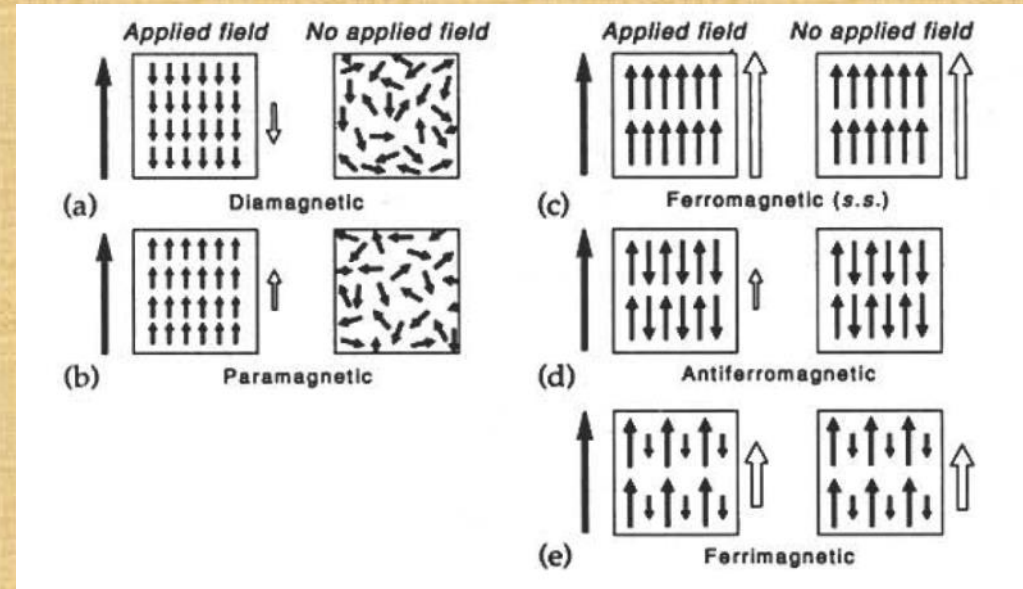 Applied field No applied field
(a)
Diamagnetic
(b)
Paramagnetic
Applied field No applied field
(c)
Ferromagnetic (s.s.)
(d)
Antiferromagnetic
(e)
Ferrimagnetic